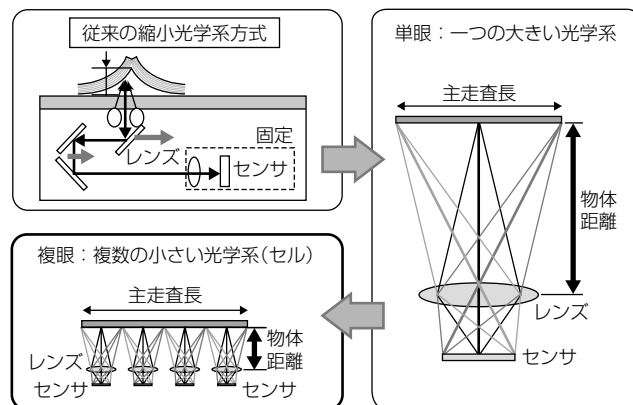 従来の縮小光学系方式
固定
レンズ
センサ
単眼：一つの大きい光学系
主走査長
物体
距離
レンズ
センサ
複眼：複数の小さい光学系(セル)
主走査長
物体
距離
レンズ
センサ
センサ